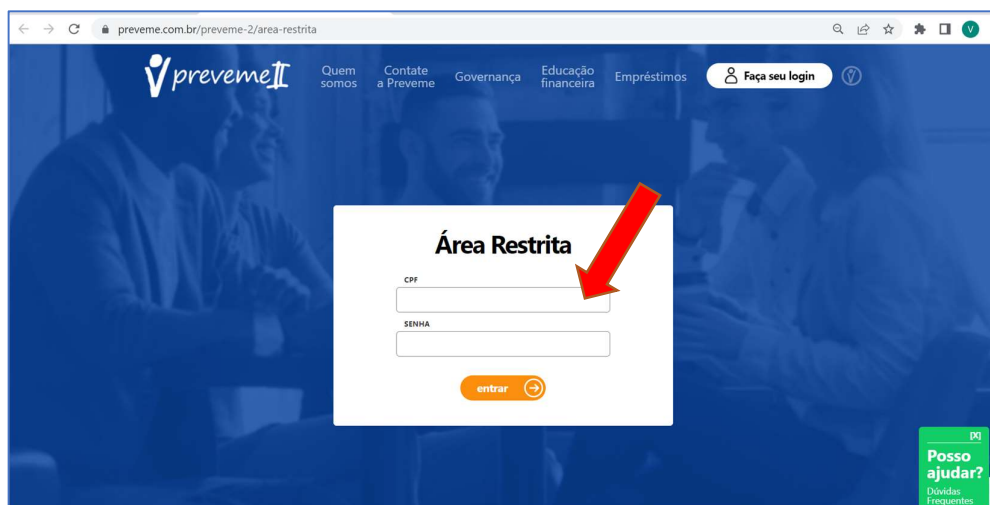 preveme.com.br/preveme-2/area-restrita
V
preveme II
Quem somos
Contate a Preveme
Governança
Educação financeira
Empréstimos
Faça seu login
Área Restrita
CPF
SENHA
entrar
[X]
Posso
ajudar?
Dúvidas
Frequentes